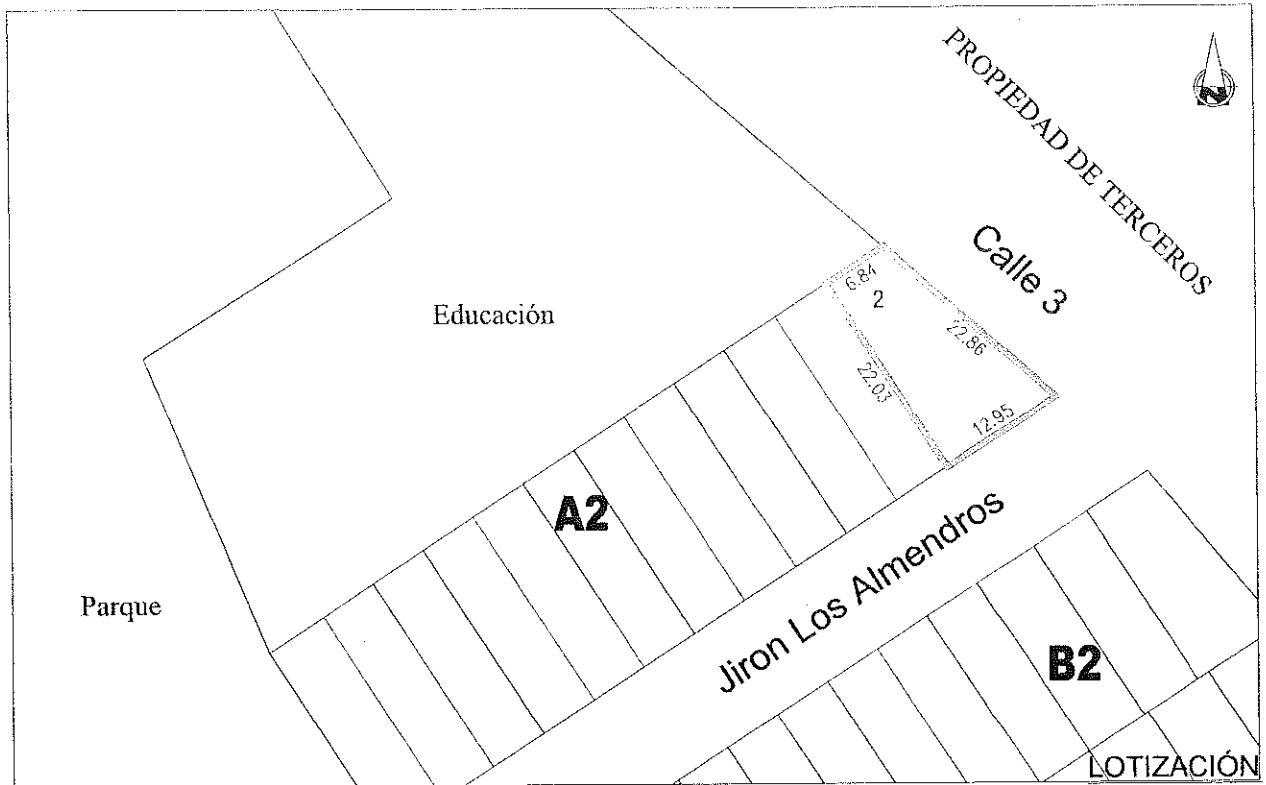 PROPIEDAD DE TERCEROS
N
Calle 3
6.84
2
Educación
22.86
22.03
12.95
A2
Jiron Los Almendros
Parque
B2
LOTIZACIÓN